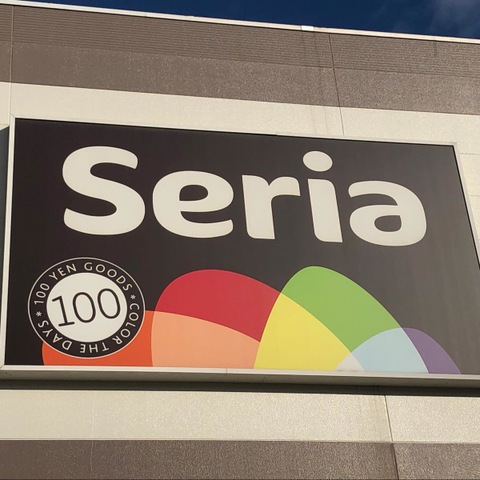 Seria
* 100 YEN GOODS *
100
COLOR THE DAYS